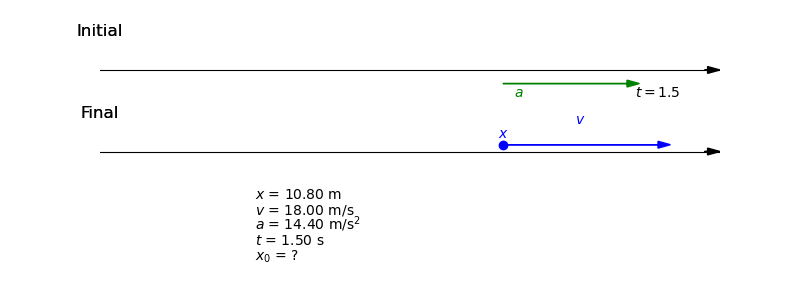 Initial
a
t = 1.5
Final
v
x
x = 10.80 m
v = 18.00 m/s
a = 14.40 m/s²
t = 1.50 s
x₀ = ?